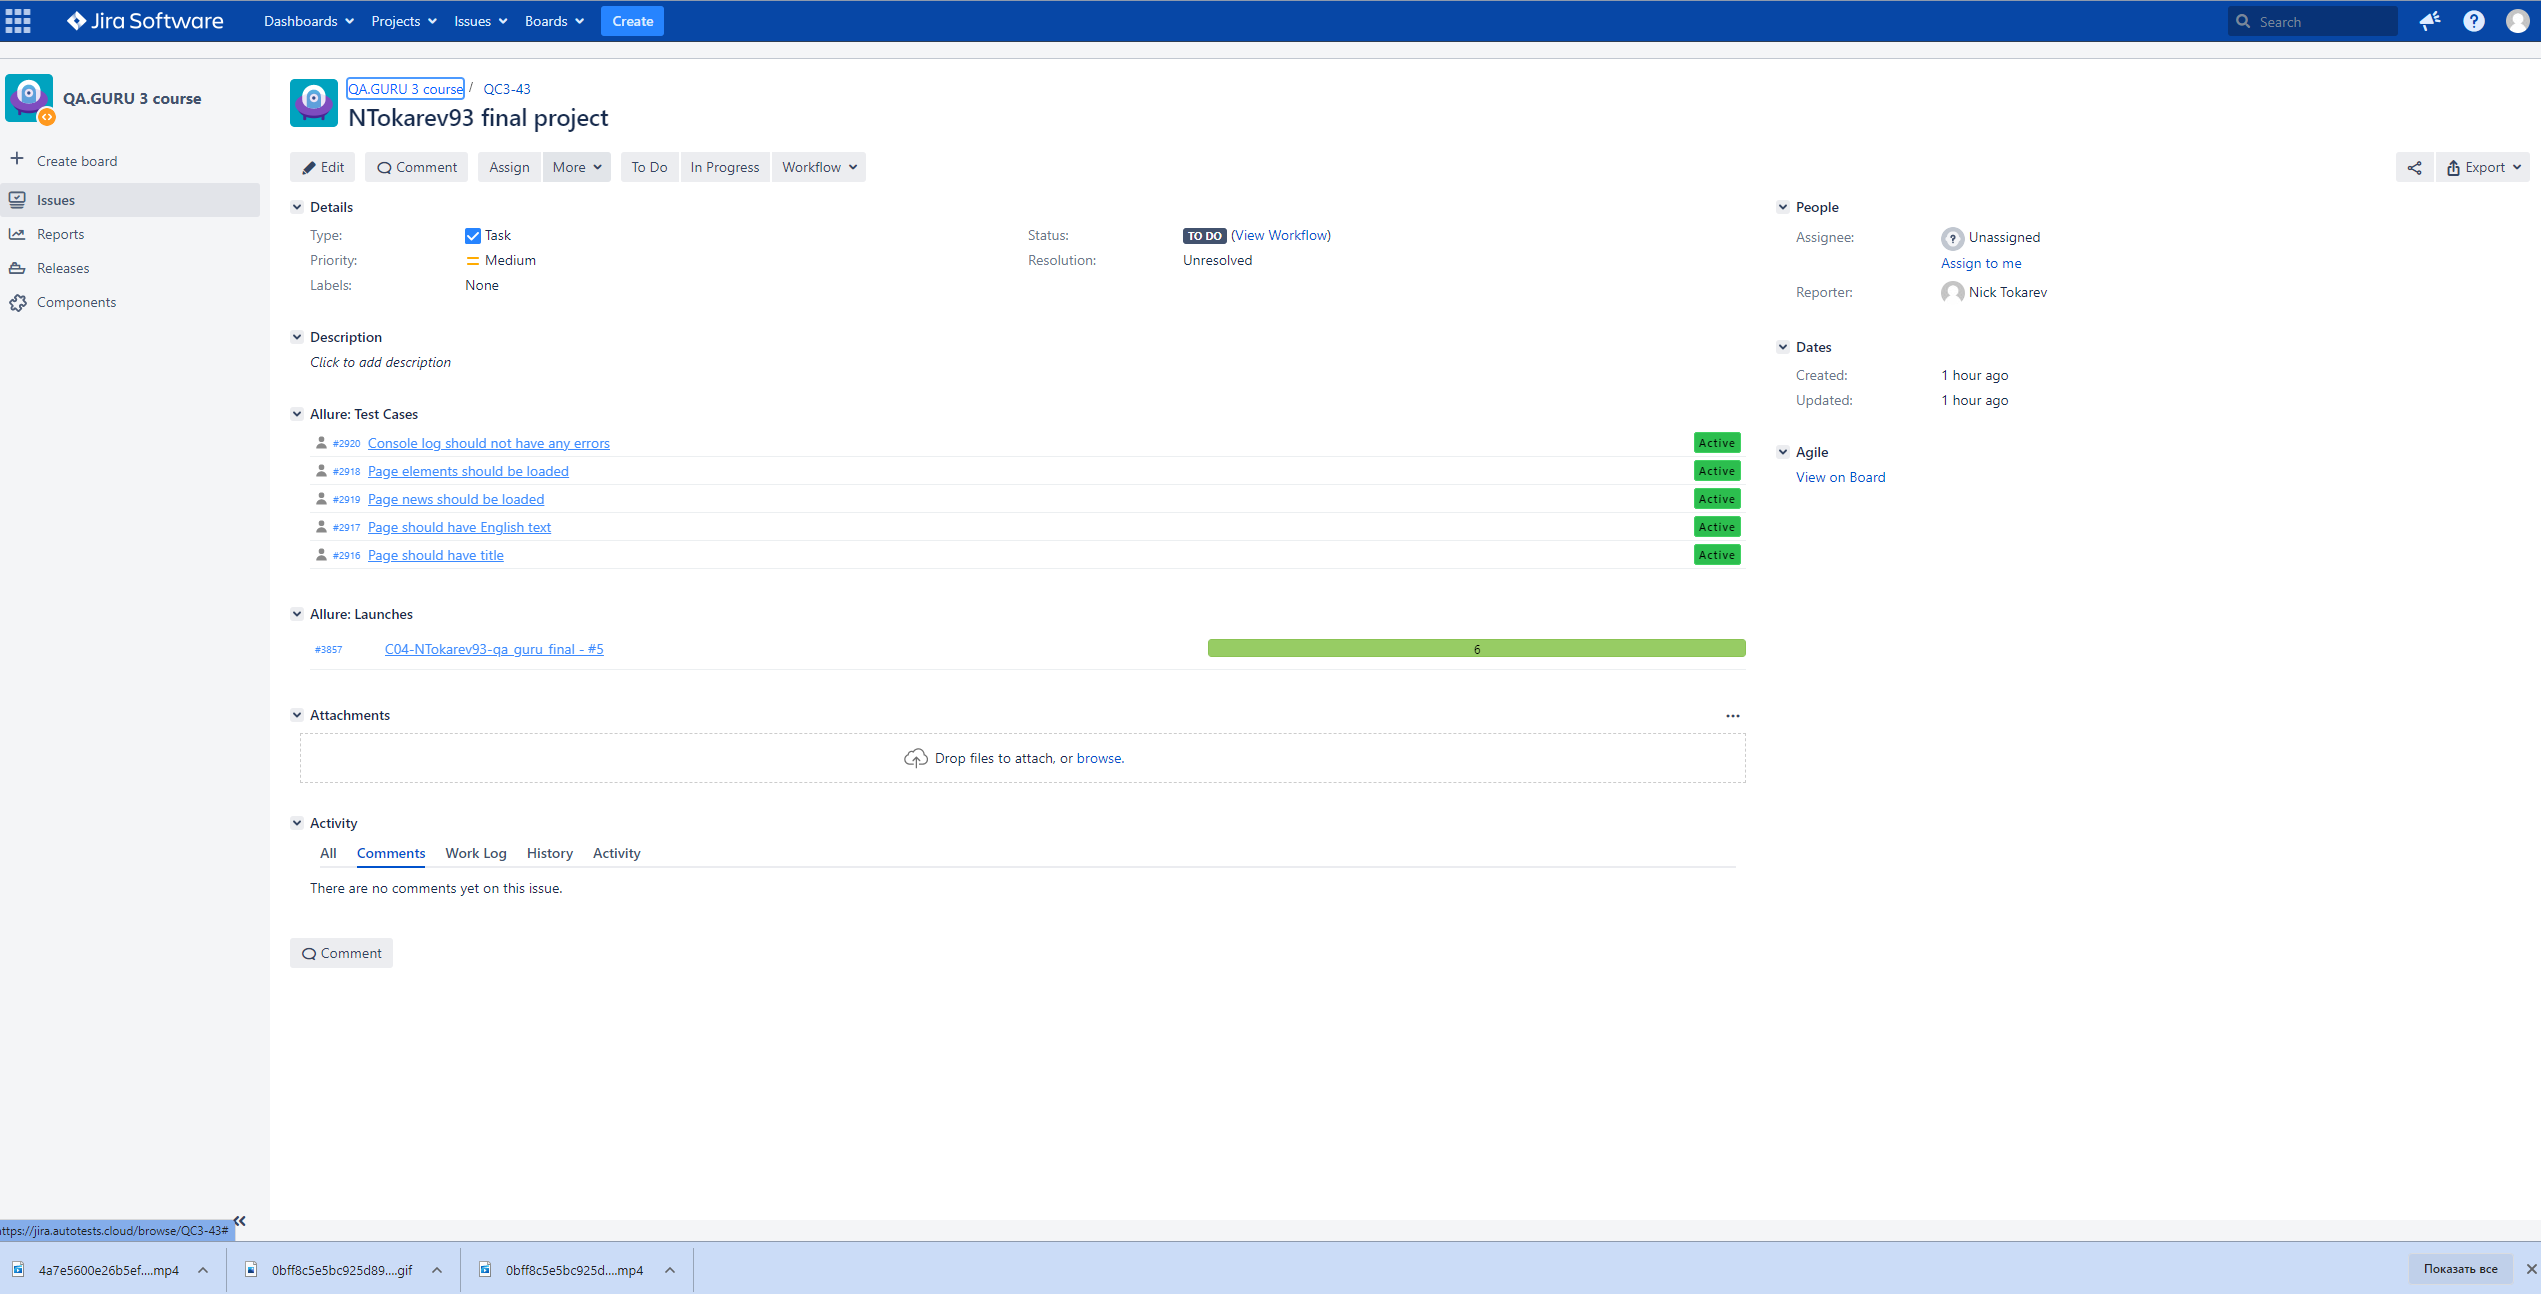 Jira Software Dashboards Projects Issues Boards Create Search
QA.GURU 3 course
Create board
Issues
Reports
Releases
Components
QA.GURU 3 course / QC3-43
NTokarev93 final project
Edit Comment Assign More To Do In Progress Workflow Export
Details
Type: Task
Status: TO DO (View Workflow)
Priority: Medium
Resolution: Unresolved
Labels: None
Description
Click to add description
Allure: Test Cases
#2920 Console log should not have any errors Active
#2918 Page elements should be loaded Active
#2919 Page news should be loaded Active
#2917 Page should have English text Active
#2916 Page should have title Active
Allure: Launches
#3857 C04-NTokarev93-qa_guru_final - #5 6
Attachments
Drop files to attach, or browse.
Activity
All Comments Work Log History Activity
There are no comments yet on this issue.
Comment
People
Assignee: Unassigned
Assign to me
Reporter: Nick Tokarev
Dates
Created: 1 hour ago
Updated: 1 hour ago
Agile
View on Board
https://jira.autotests.cloud/browse/QC3-43#
4a7e5600e26b5ef....mp4 0bff8c5e5bc925d89....gif 0bff8c5e5bc925d....mp4 Показать все